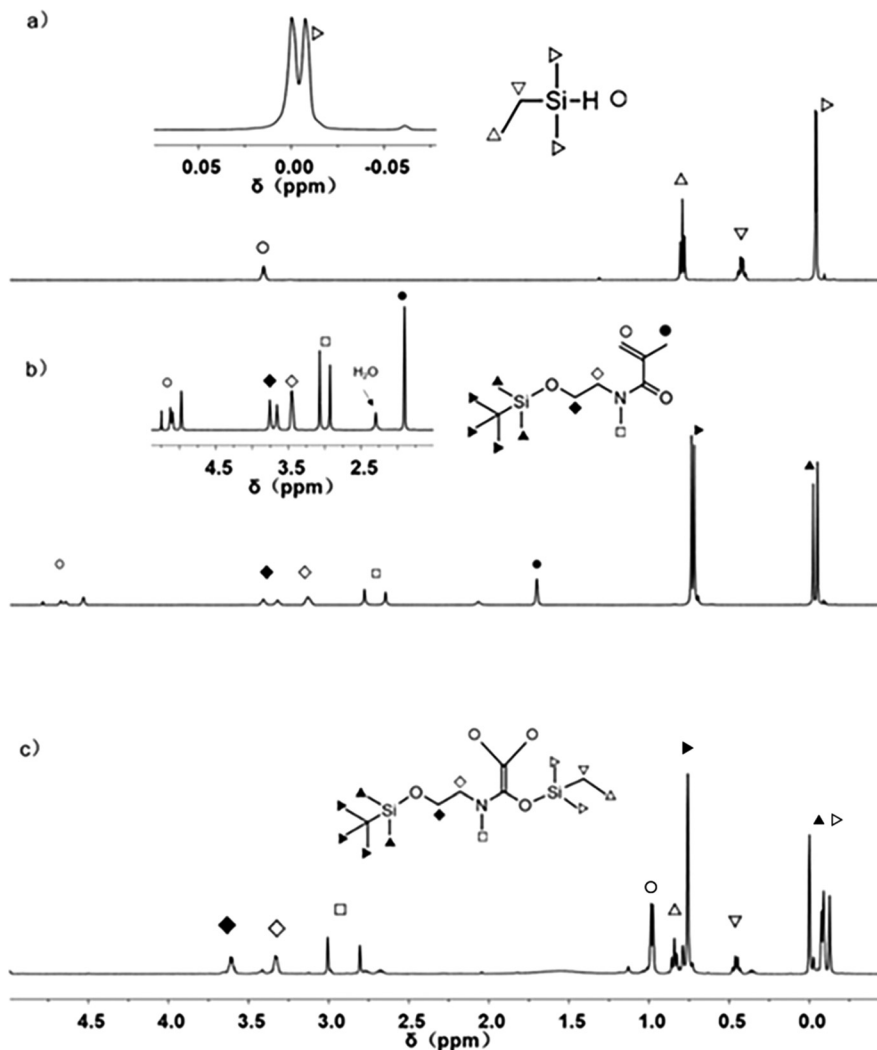 a)
Si-H
0.05 0.00 -0.05
δ (ppm)
b)
H₂O
O
Si O N O
4.5 3.5 2.5
δ (ppm)
c)
Si O N O Si
4.5 4.0 3.5 3.0 2.5 2.0 1.5 1.0 0.5 0.0
δ (ppm)